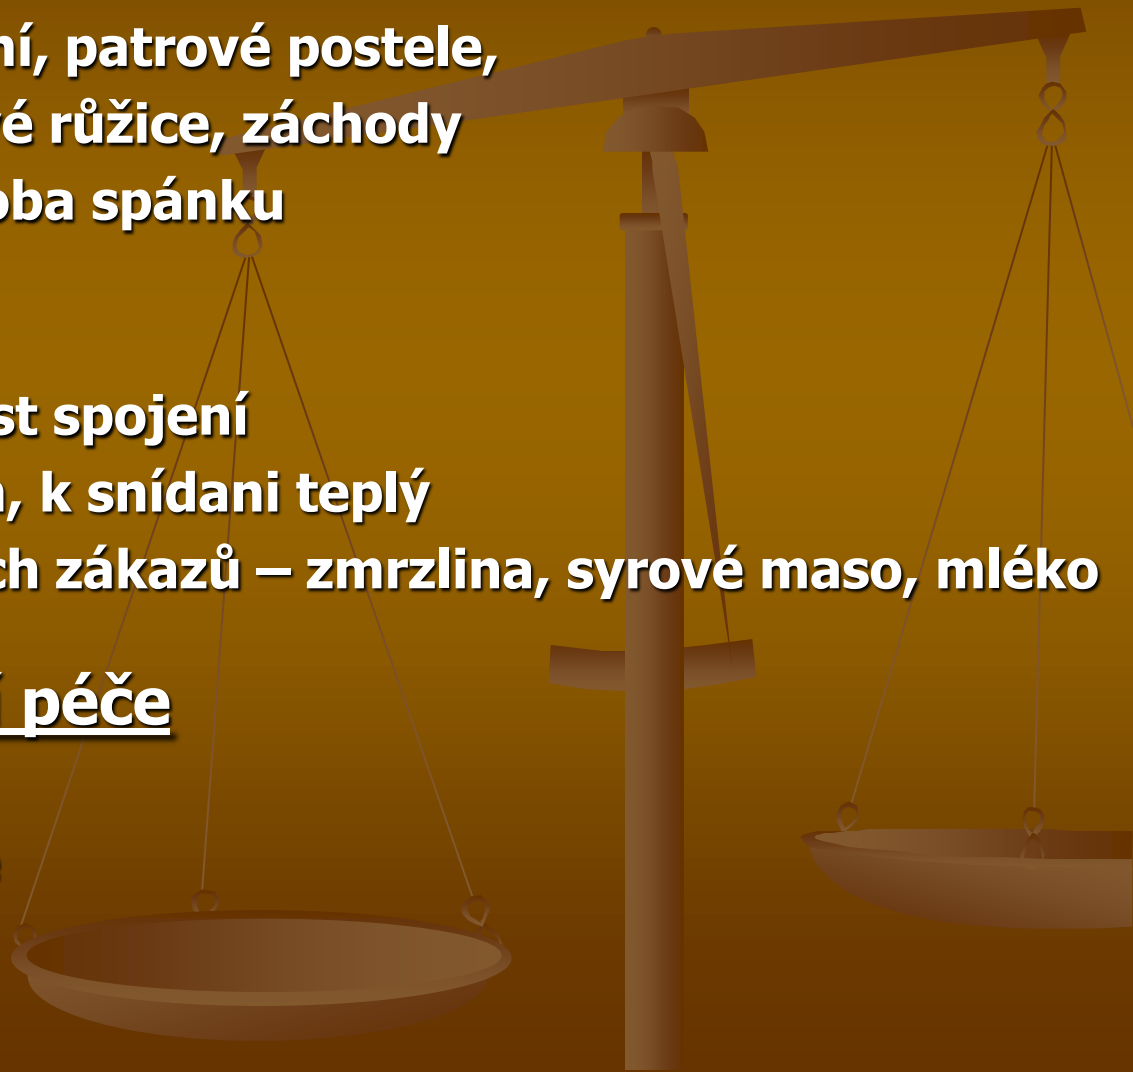 ní, patrové postele,
vé růžice, záchody
oba spánku
st spojení
, k snídani teplý
ch zákazů – zmrzlina, syrové maso, mléko
í péče